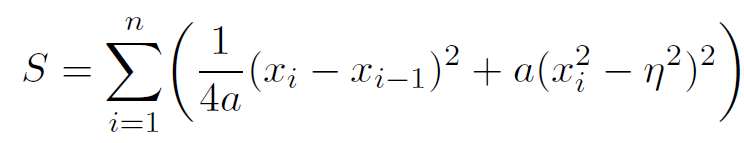 S = \sum_{i=1}^{n} \left( \frac{1}{4a} (x_i - x_{i-1})^2 + a(x_i^2 - \eta^2)^2 \right)